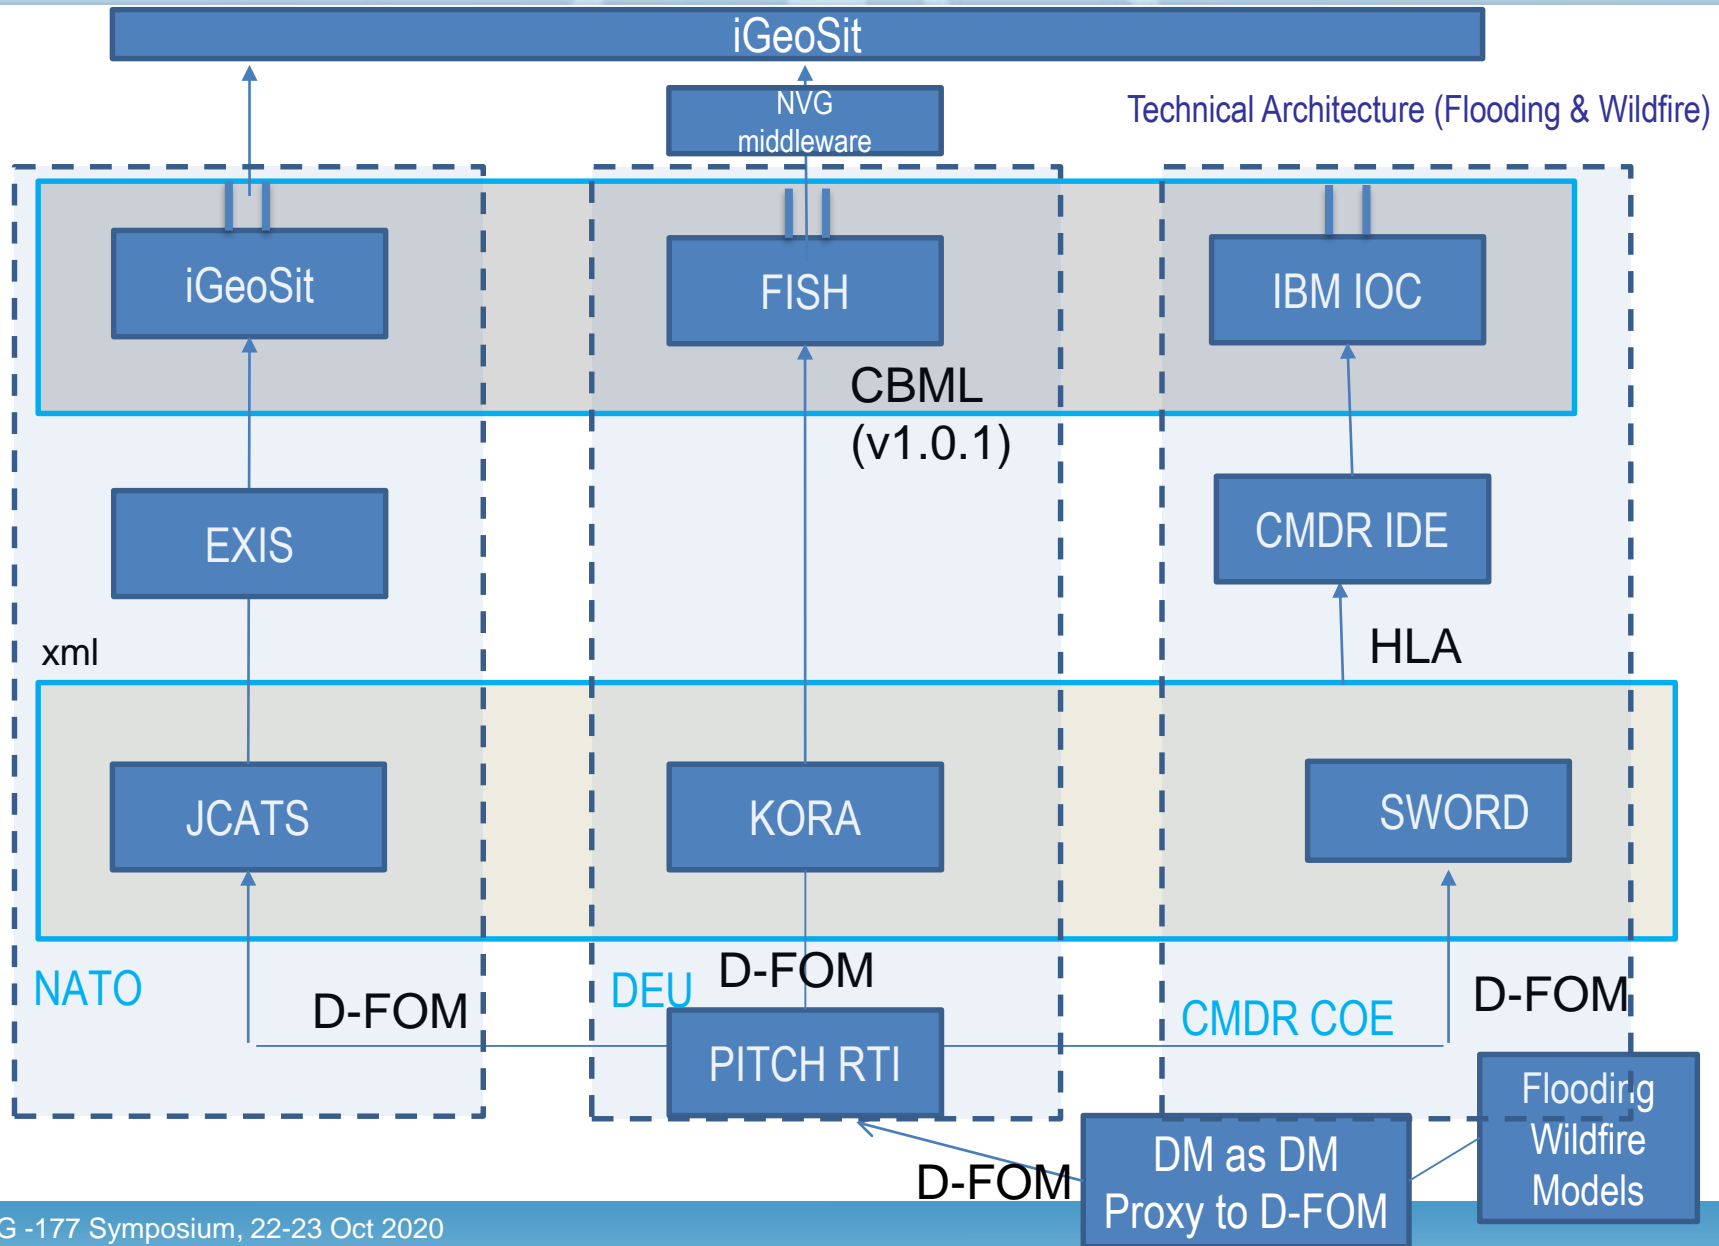 iGeoSit
NVG
middleware
Technical Architecture (Flooding & Wildfire)
iGeoSit
FISH
IBM IOC
CBML
(v1.0.1)
EXIS
CMDR IDE
xml
HLA
JCATS
KORA
SWORD
NATO
D-FOM
DEU
D-FOM
CMDR COE
D-FOM
PITCH RTI
Flooding
Wildfire
Models
D-FOM
DM as DM
Proxy to D-FOM
G -177 Symposium, 22-23 Oct 2020